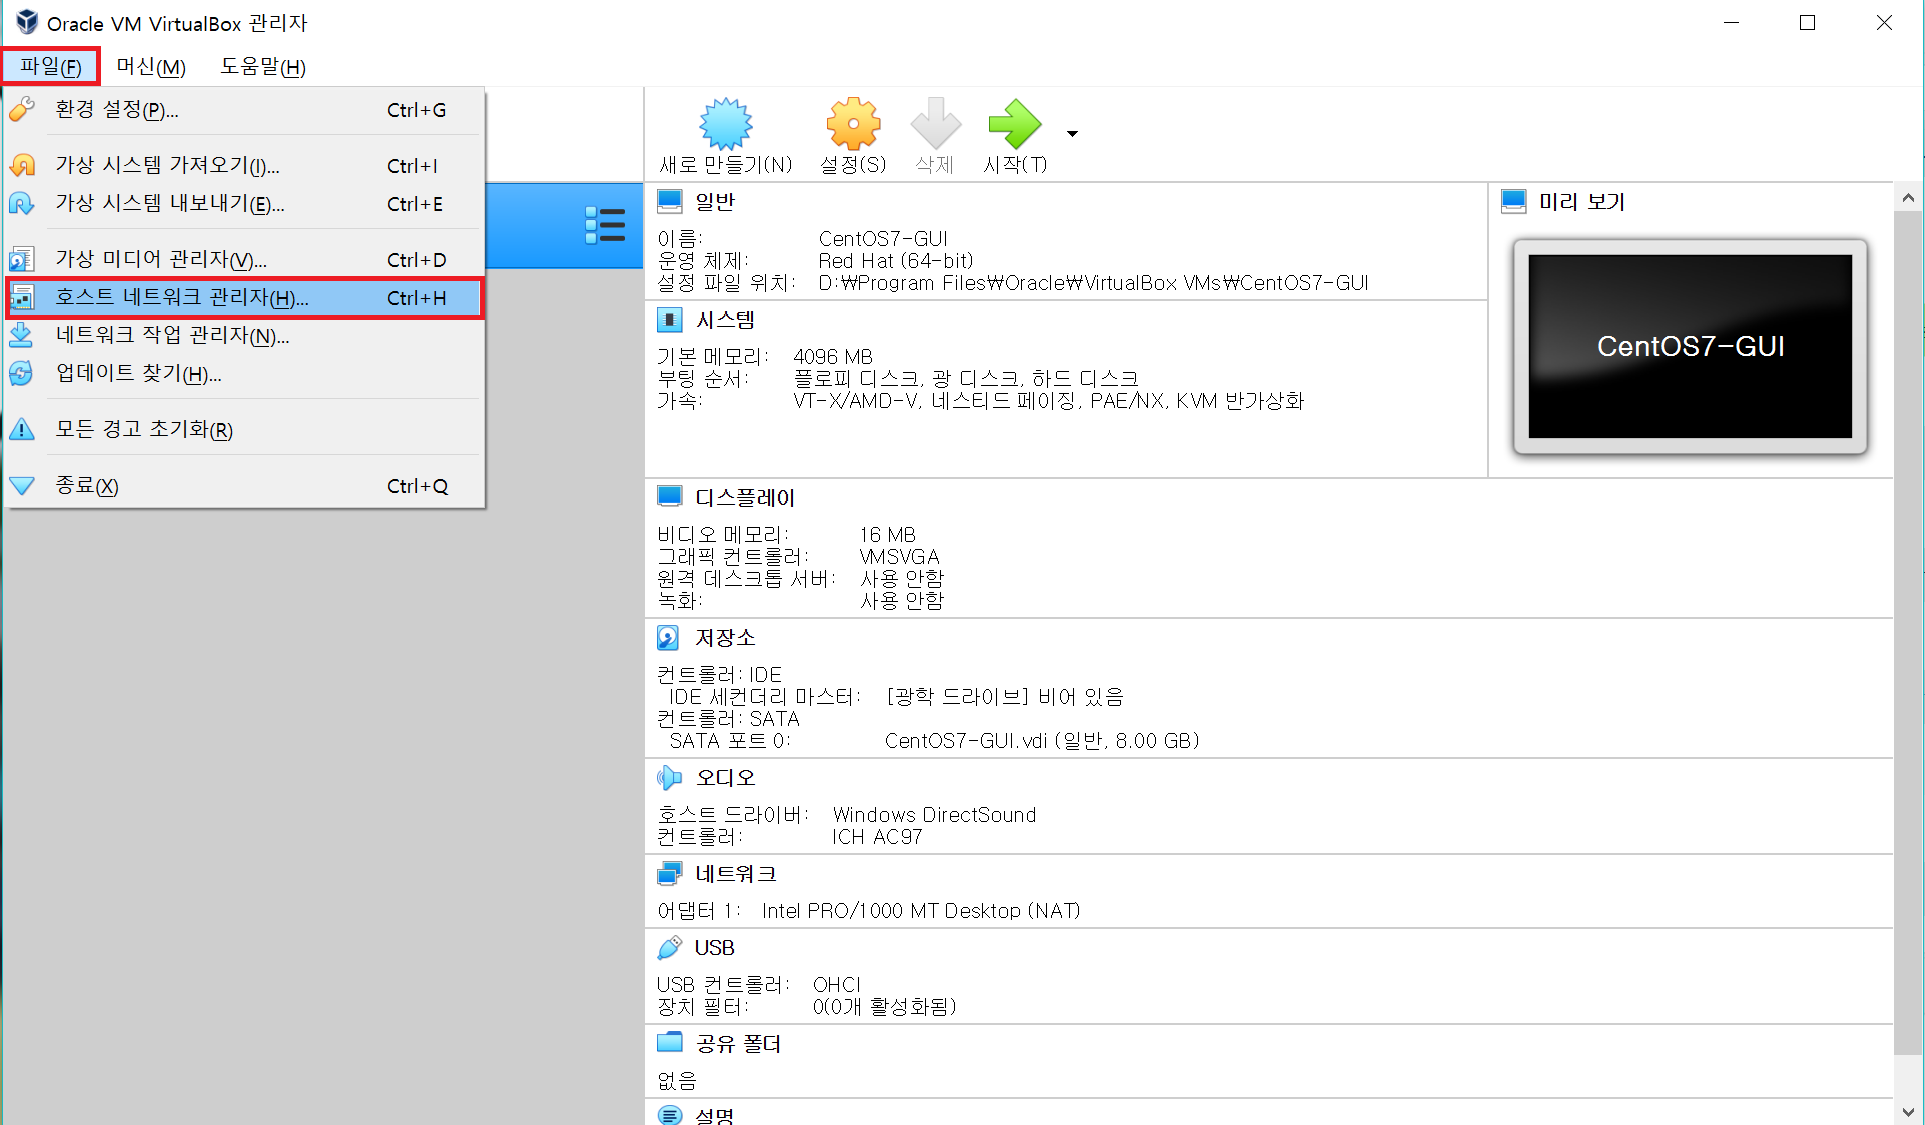 Oracle VM VirtualBox 관리자
파일(F) 머신(M) 도움말(H)
환경 설정(P)... Ctrl+G
가상 시스템 가져오기(I)... Ctrl+I
가상 시스템 내보내기(E)... Ctrl+E
가상 미디어 관리자(V)... Ctrl+D
호스트 네트워크 관리자(H)... Ctrl+H
네트워크 작업 관리자(N)...
업데이트 찾기(H)...
모든 경고 초기화(R)
종료(X) Ctrl+Q
새로 만들기(N) 설정(S) 삭제 시작(T)
일반
이름: CentOS7-GUI
운영 체제: Red Hat (64-bit)
설정 파일 위치: D:₩Program Files₩Oracle₩VirtualBox VMs₩CentOS7-GUI
미리 보기
CentOS7-GUI
시스템
기본 메모리: 4096 MB
부팅 순서: 플로피 디스크, 광 디스크, 하드 디스크
가속: VT-X/AMD-V, 네스티드 페이징, PAE/NX, KVM 반가상화
디스플레이
비디오 메모리: 16 MB
그래픽 컨트롤러: VMSVGA
원격 데스크톱 서버: 사용 안함
녹화: 사용 안함
저장소
컨트롤러: IDE
IDE 세컨더리 마스터: [광학 드라이브] 비어 있음
컨트롤러: SATA
SATA 포트 0: CentOS7-GUI.vdi (일반, 8.00 GB)
오디오
호스트 드라이버: Windows DirectSound
컨트롤러: ICH AC97
네트워크
어댑터 1: Intel PRO/1000 MT Desktop (NAT)
USB
USB 컨트롤러: OHCI
장치 필터: 0(0개 활성화됨)
공유 폴더
없음
설명